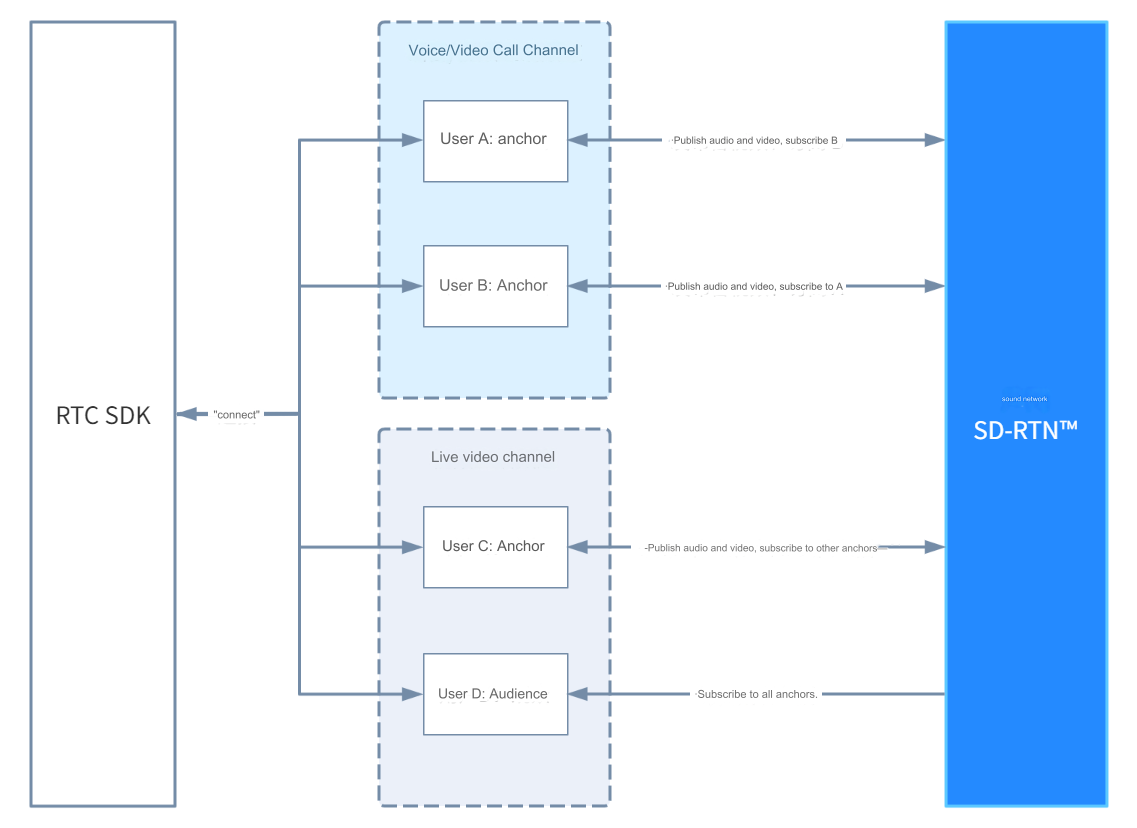 Voice/Video Call Channel
User A: anchor
Publish audio and video, subscribe B
User B: Anchor
Publish audio and video, subscribe to A
RTC SDK
"connect"
sound network
SD-RTN™
Live video channel
User C: Anchor
-Publish audio and video, subscribe to other anchors
User D: Audience
Subscribe to all anchors.